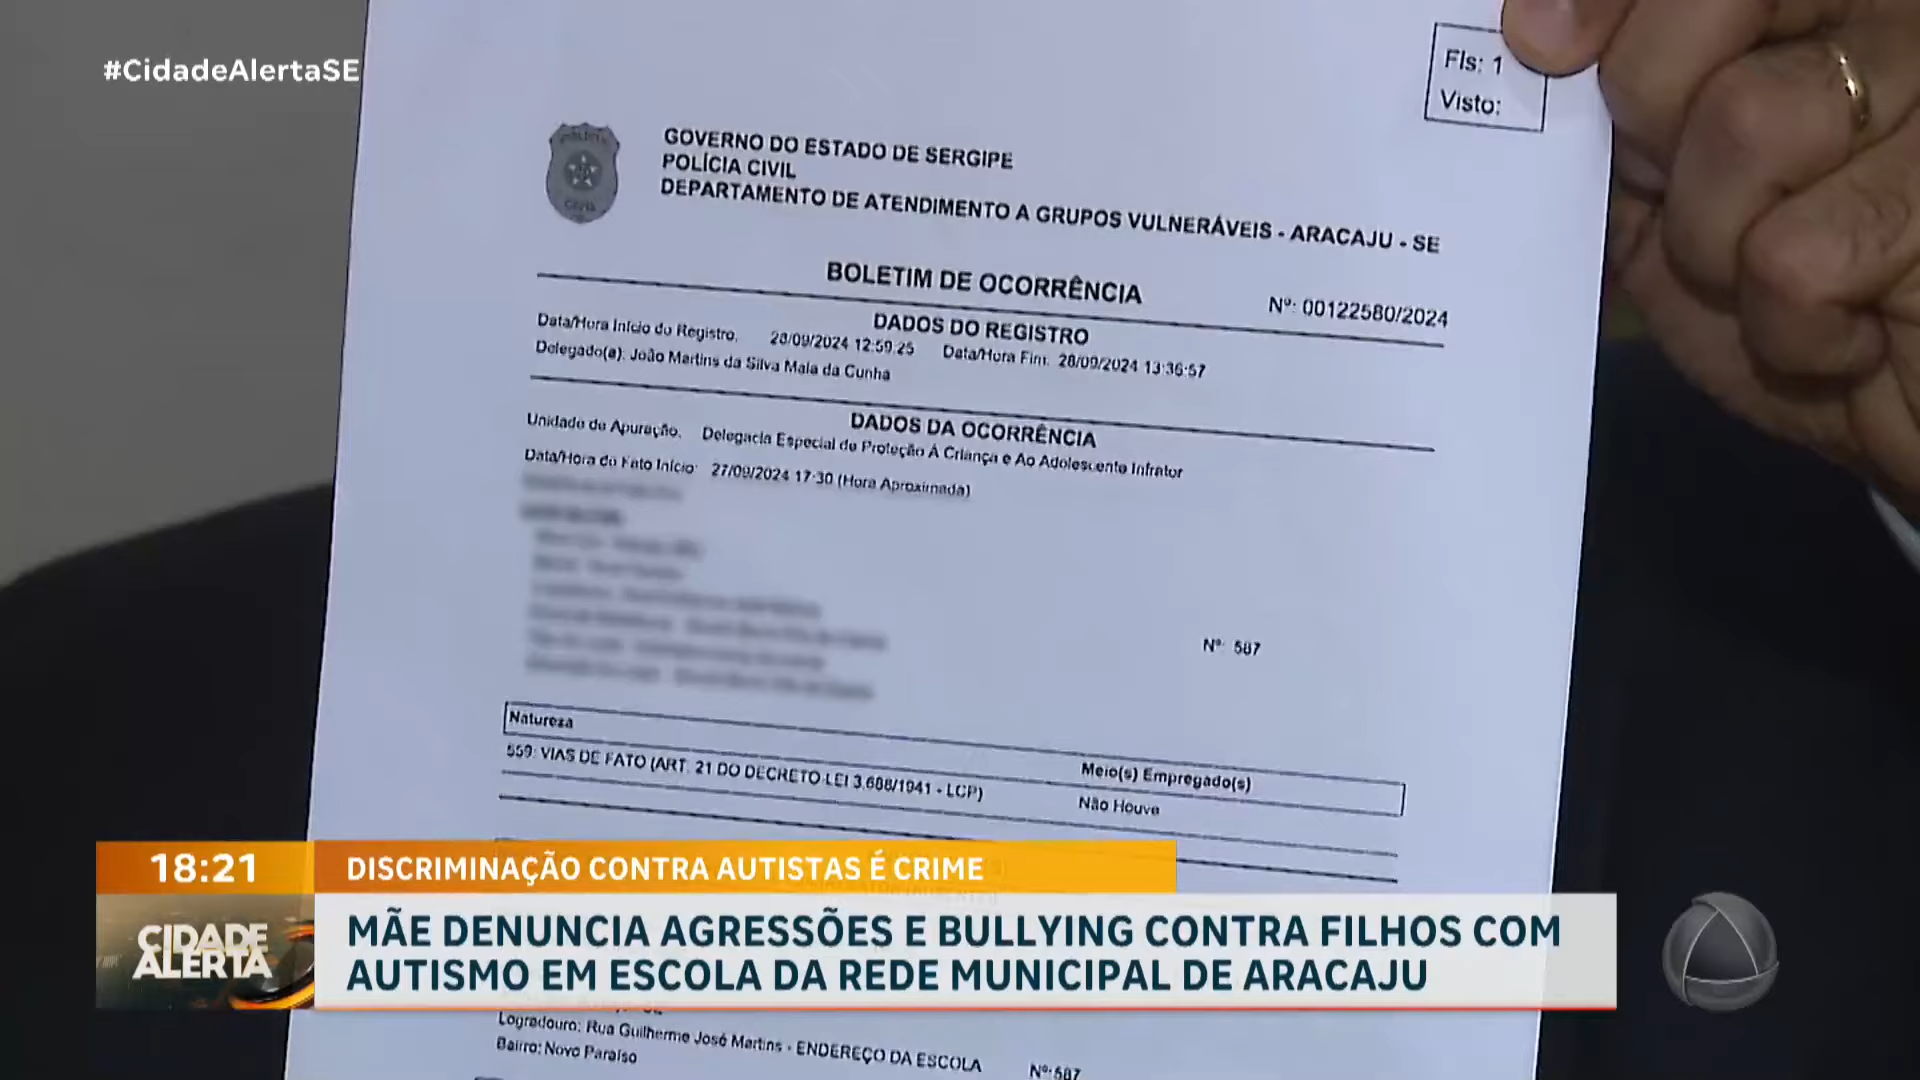 #CidadeAlertaSE
Fls: 1
Visto:
GOVERNO DO ESTADO DE SERGIPE
POLÍCIA CIVIL
DEPARTAMENTO DE ATENDIMENTO A GRUPOS VULNERÁVEIS - ARACAJU - SE
BOLETIM DE OCORRÊNCIA
Nº: 00122580/2024
DADOS DO REGISTRO
Data/Hora Início do Registro: 28/09/2024 12:59:25 Data/Hora Fim: 28/09/2024 13:36:57
Delegado(a): João Martins da Silva Maia da Cunha
DADOS DA OCORRÊNCIA
Unidade de Apuração: Delegacia Especial de Proteção À Criança e Ao Adolescente Infrator
Data/Hora do Fato Início: 27/09/2024 17:30 (Hora Aproximada)
Nº: 587
Natureza
Meio(s) Empregado(s)
559: VIAS DE FATO (ART. 21 DO DECRETO-LEI 3.688/1941 - LCP)
Não Houve
18:21
DISCRIMINAÇÃO CONTRA AUTISTAS É CRIME
CIDADE
ALERTA
MÃE DENUNCIA AGRESSÕES E BULLYING CONTRA FILHOS COM
AUTISMO EM ESCOLA DA REDE MUNICIPAL DE ARACAJU
Logradouro: Rua Guilherme José Martins - ENDEREÇO DA ESCOLA
Nº: 587
Bairro: Novo Paraíso